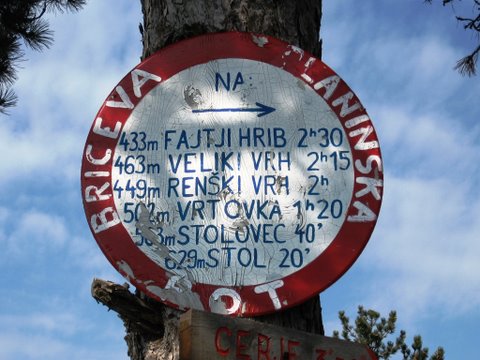 BRICEVA PLANINSKA
POT
NA:
433m FAJTJI HRIB 2h30
463m VELIKI VRH 2h15
449m RENŠKI VRH 2h
502m VRTOVKA 1h20
563m STOLOVEC 40'
629m STOL 20'
CERJE